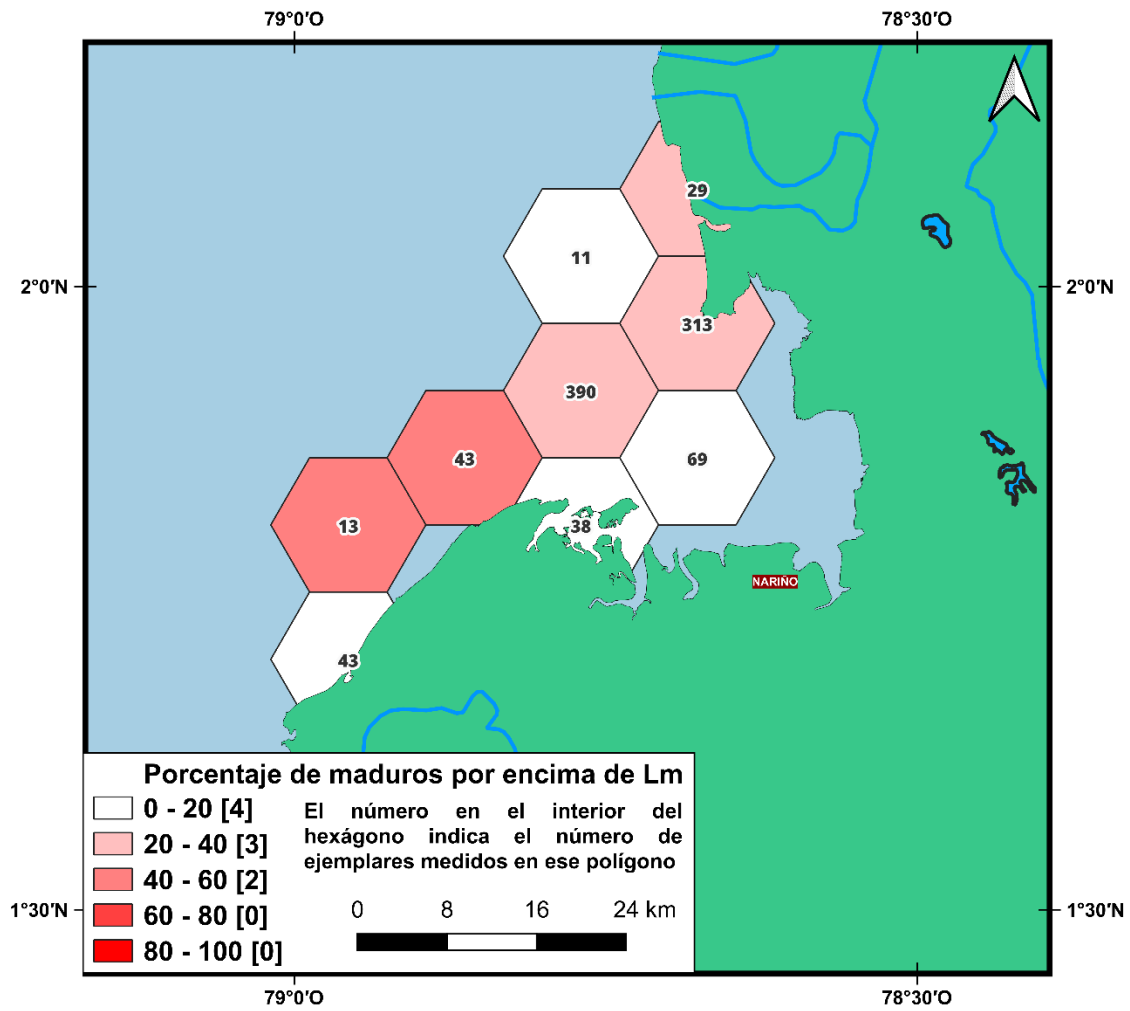 79°0′O 78°30′O
29
11
2°0′N 2°0′N
313
390
43 69
13 38
NARIÑO
43
Porcentaje de maduros por encima de Lm
0 - 20 [4]
20 - 40 [3]
40 - 60 [2]
60 - 80 [0]
80 - 100 [0]
El número en el interior del
hexágono indica el número de
ejemplares medidos en ese polígono
0 8 16 24 km
1°30′N 1°30′N
79°0′O 78°30′O